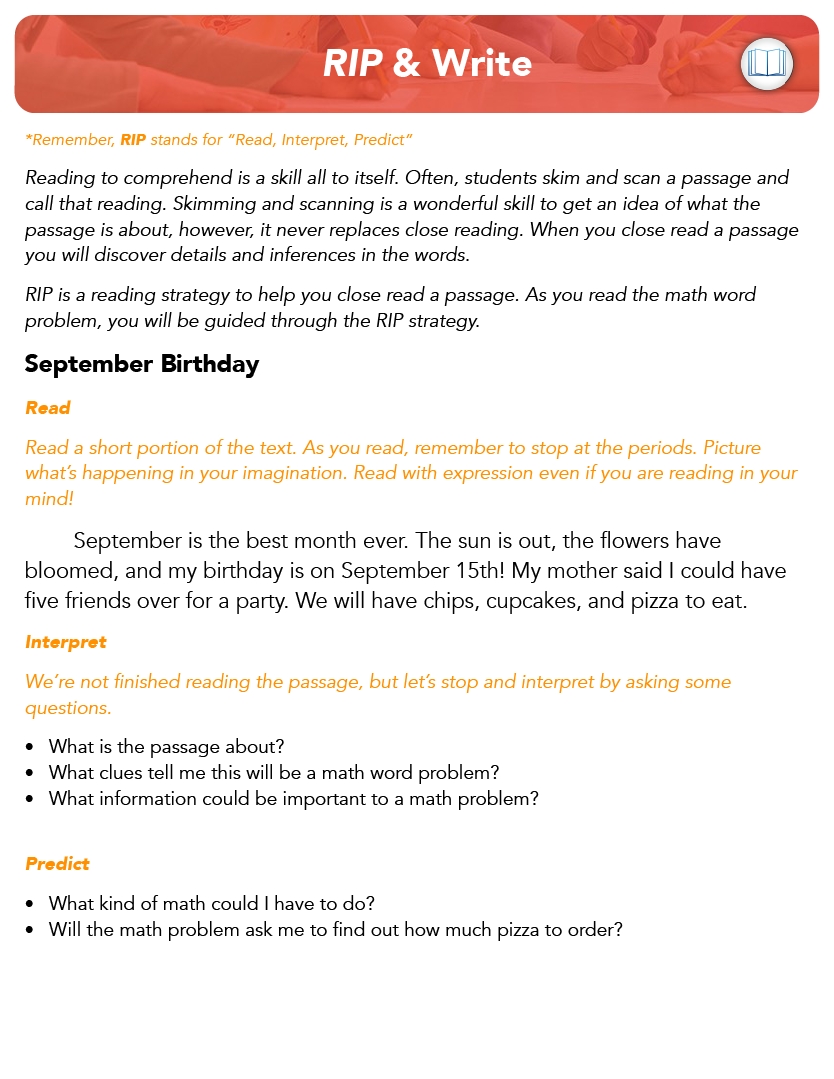 RIP & Write
*Remember, RIP stands for “Read, Interpret, Predict”
Reading to comprehend is a skill all to itself. Often, students skim and scan a passage and
call that reading. Skimming and scanning is a wonderful skill to get an idea of what the
passage is about, however, it never replaces close reading. When you close read a passage
you will discover details and inferences in the words.
RIP is a reading strategy to help you close read a passage. As you read the math word
problem, you will be guided through the RIP strategy.
September Birthday
Read
Read a short portion of the text. As you read, remember to stop at the periods. Picture
what’s happening in your imagination. Read with expression even if you are reading in your
mind!
September is the best month ever. The sun is out, the flowers have
bloomed, and my birthday is on September 15th! My mother said I could have
five friends over for a party. We will have chips, cupcakes, and pizza to eat.
Interpret
We’re not finished reading the passage, but let’s stop and interpret by asking some
questions.
• What is the passage about?
• What clues tell me this will be a math word problem?
• What information could be important to a math problem?
Predict
• What kind of math could I have to do?
• Will the math problem ask me to find out how much pizza to order?